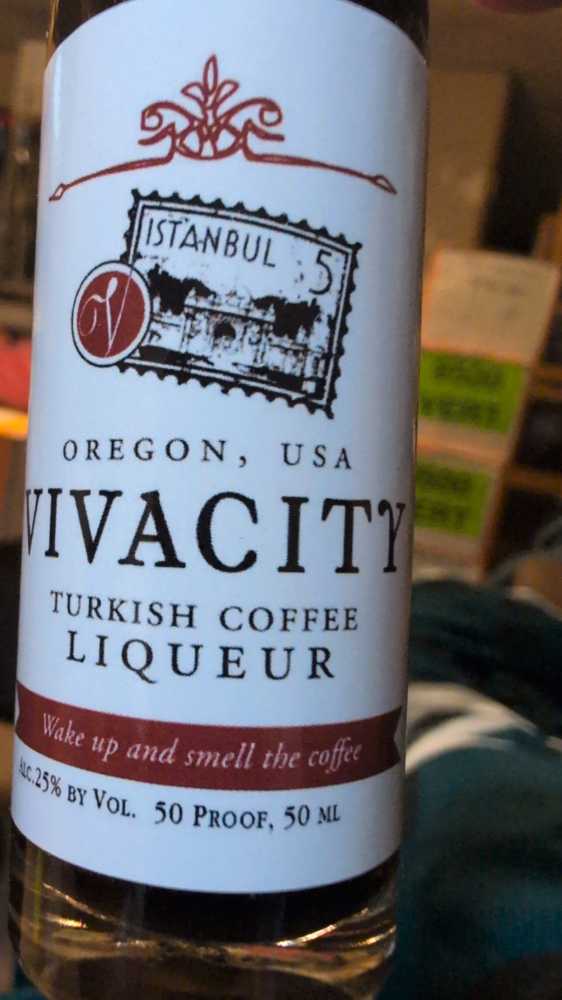 ISTANBUL 5
V
OREGON, USA
VIVACITY
TURKISH COFFEE
LIQUEUR
Wake up and smell the coffee
ALC.25% BY VOL. 50 PROOF, 50 ML